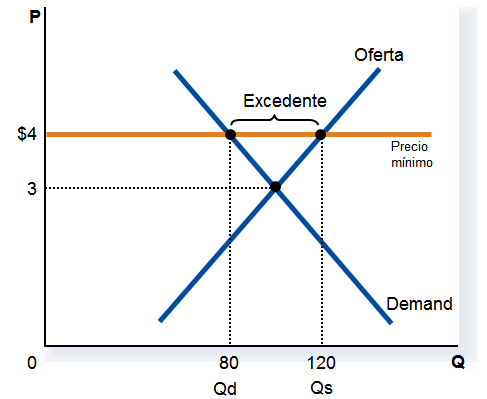 P
Oferta
Excedente
$4
Precio
mínimo
3
Demand
0
80
120
Q
Qd
Qs